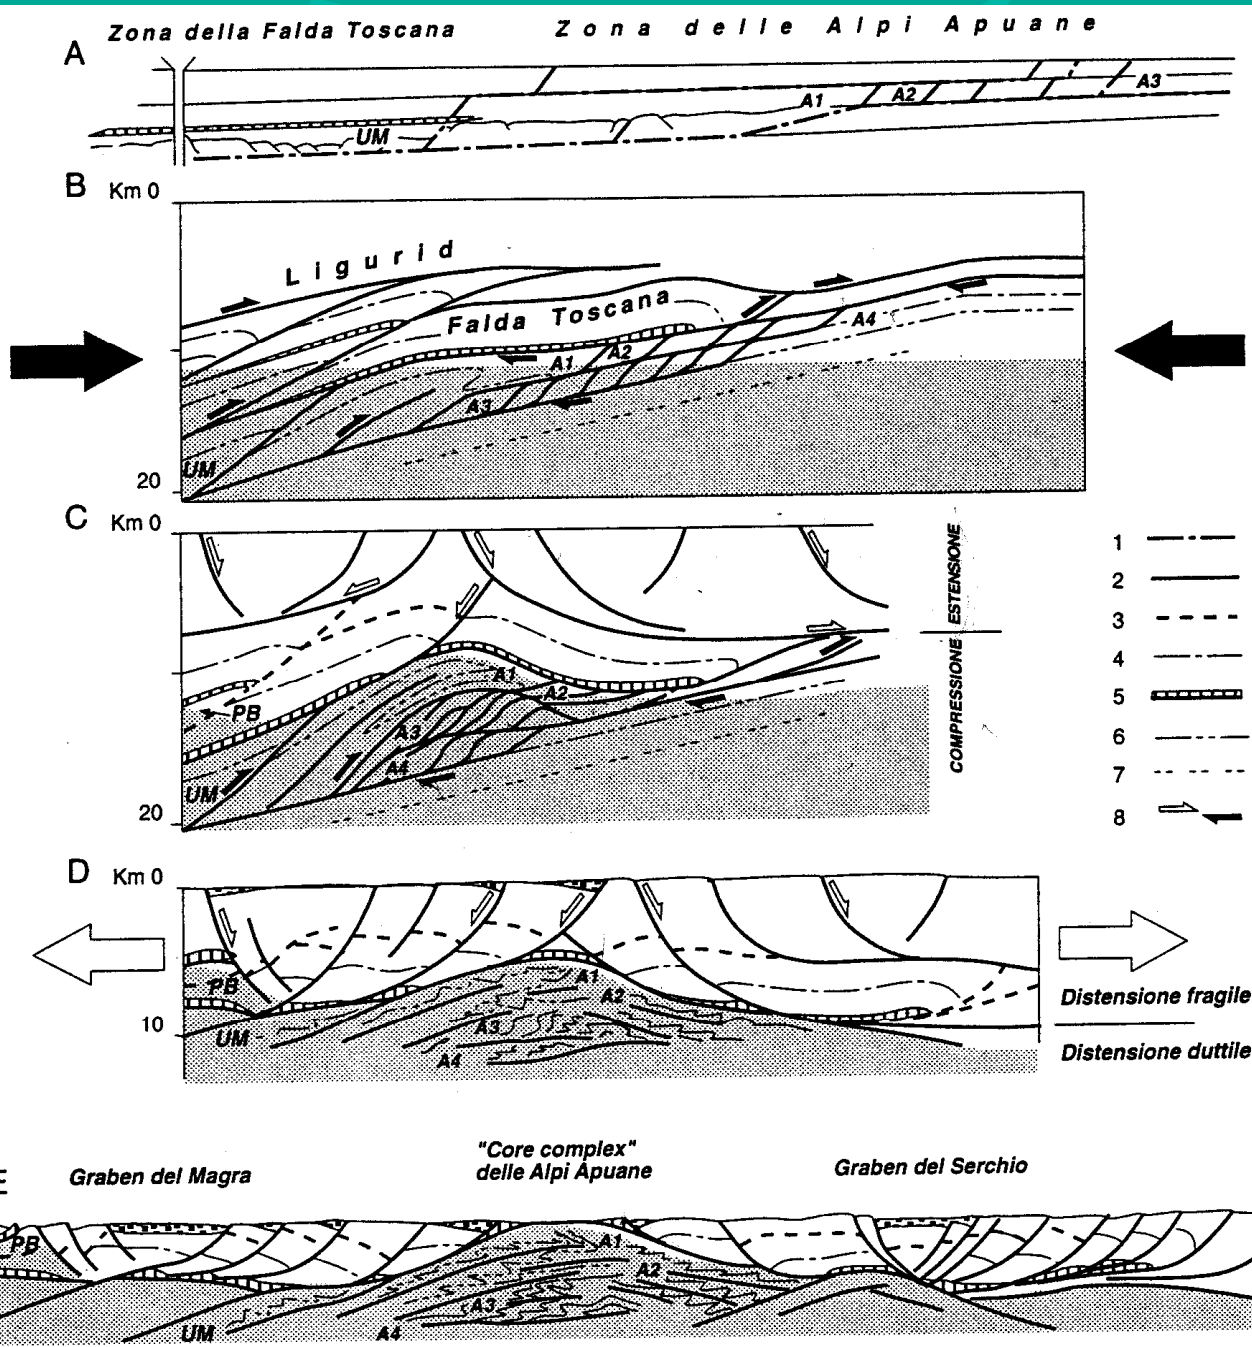 Zona della Falda Toscana
Zona delle Alpi Apuane
A
A1
A2
A3
UM
B
Km 0
Ligurid
Falda Toscana
A4
A1
A2
A3
UM
20
C
Km 0
ESTENSIONE
COMPRESSIONE
A1
A2
PB
A3
A4
UM
20
1
2
3
4
5
6
7
8
D
Km 0
A1
PB
A2
Distensione fragile
10
UM
A3
Distensione duttile
A4
"Core complex"
delle Alpi Apuane
E
Graben del Magra
Graben del Serchio
PB
A1
A2
A3
UM
A4